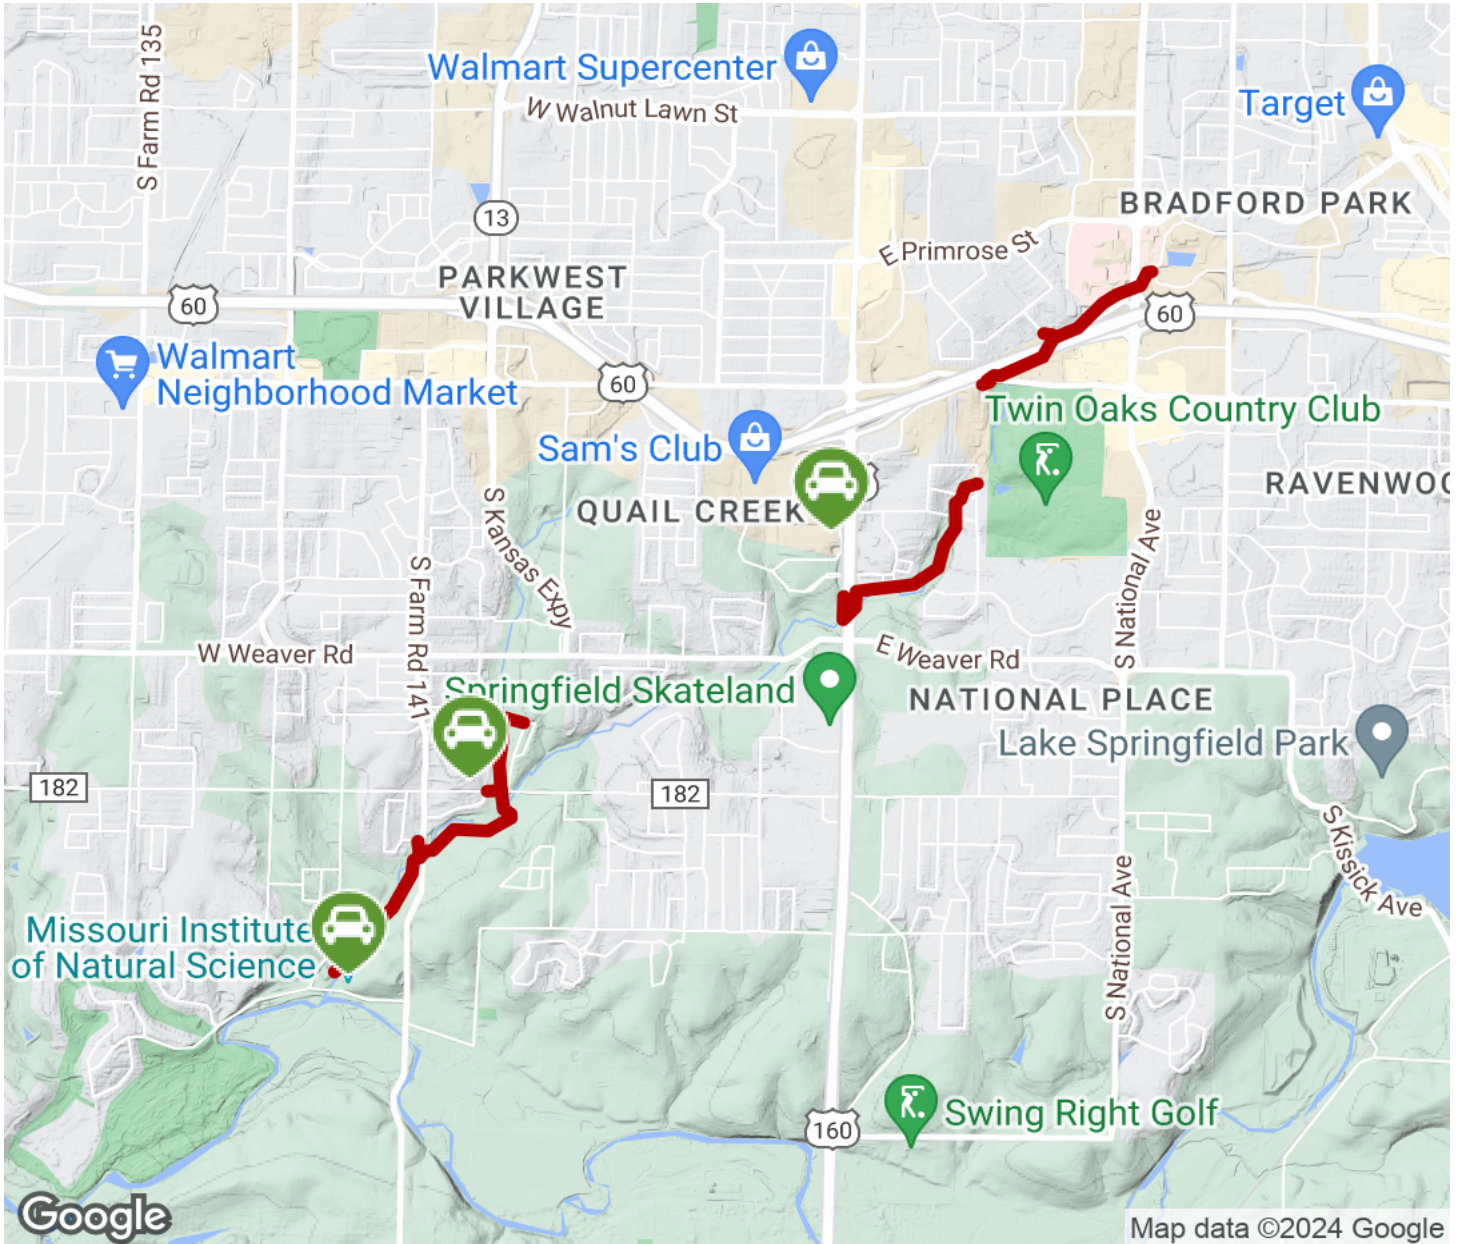 S Farm Rd 135
Walmart Supercenter
W Walnut Lawn St
Target
13
BRADFORD PARK
E Primrose St
PARKWEST
VILLAGE
60
60
60
Walmart
Neighborhood Market
Twin Oaks Country Club
Sam's Club
RAVENWOO
QUAIL CREEK
S Kansas Expy
S National Ave
S Farm Rd 141
W Weaver Rd
E Weaver Rd
Springfield Skateland
NATIONAL PLACE
Lake Springfield Park
182
182
S Kissick Ave
S National Ave
Missouri Institute
of Natural Science
Swing Right Golf
160
Google
Map data ©2024 Google